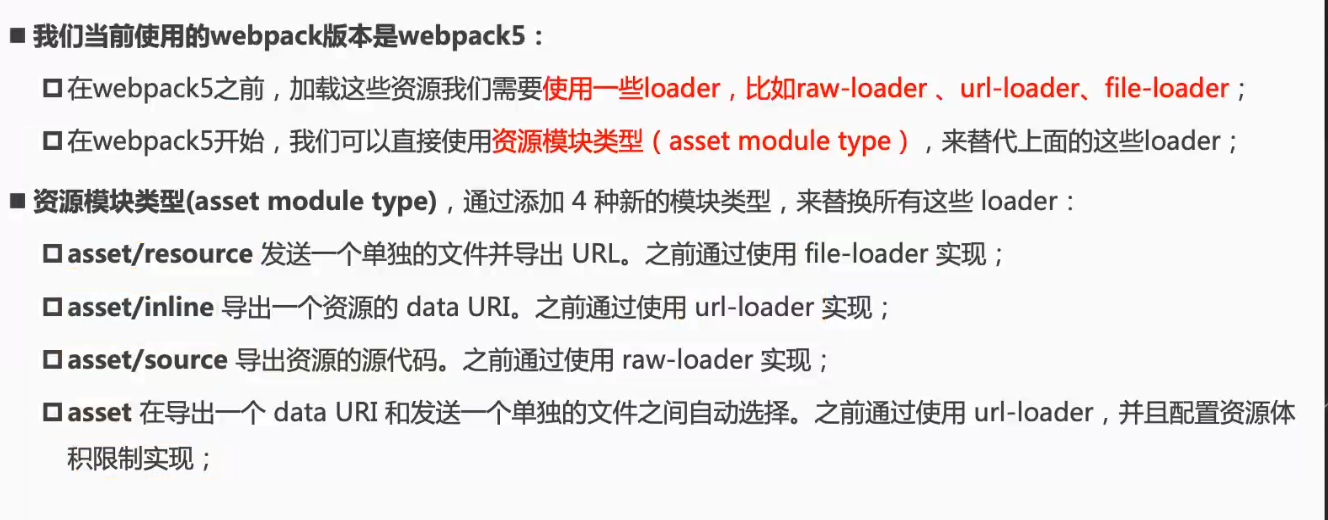 我们当前使用的webpack版本是webpack5：
在webpack5之前，加载这些资源我们需要使用一些loader，比如raw-loader 、url-loader、file-loader；
在webpack5开始，我们可以直接使用资源模块类型（asset module type），来替代上面的这些loader；
资源模块类型(asset module type)，通过添加 4 种新的模块类型，来替换所有这些 loader：
asset/resource 发送一个单独的文件并导出 URL。之前通过使用 file-loader 实现；
asset/inline 导出一个资源的 data URI。之前通过使用 url-loader 实现；
asset/source 导出资源的源代码。之前通过使用 raw-loader 实现；
asset 在导出一个 data URI 和发送一个单独的文件之间自动选择。之前通过使用 url-loader，并且配置资源体
积限制实现；